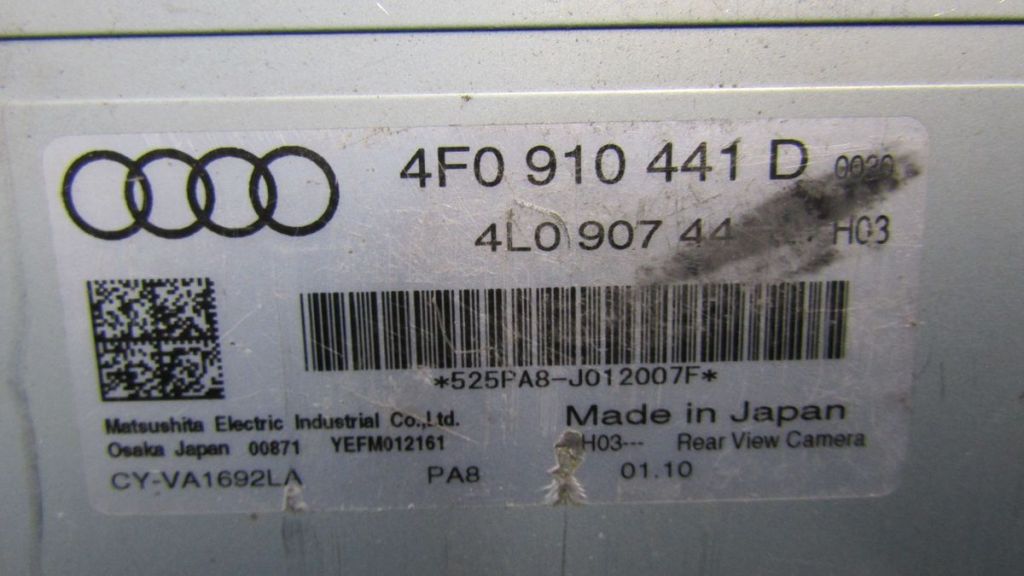 4F0 910 441 D
4L0 907 H03
*525PA8-J012007F*
Made in Japan
Matsushita Electric Industrial Co.,Ltd.
Osaka Japan 00871 YEFM012161
H03--- Rear View Camera
CY-VA1692LA PA8 01.10